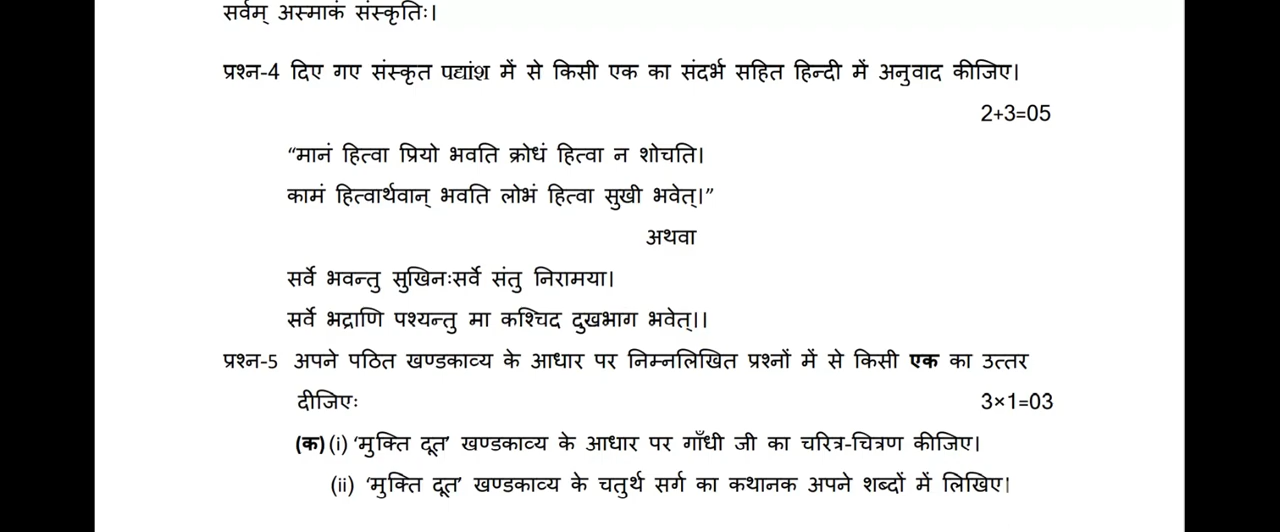 सर्वम् अस्माकं संस्कृतिः।
प्रश्न-4 दिए गए संस्कृत पद्यांश में से किसी एक का संदर्भ सहित हिन्दी में अनुवाद कीजिए।
2+3=05
“मानं हित्वा प्रियो भवति क्रोधं हित्वा न शोचति।
कामं हित्वार्थवान् भवति लोभं हित्वा सुखी भवेत्।”
अथवा
सर्वे भवन्तु सुखिनःसर्वे संतु निरामया।
सर्वे भद्राणि पश्यन्तु मा कश्चिद दुखभाग भवेत्।।
प्रश्न-5 अपने पठित खण्डकाव्य के आधार पर निम्नलिखित प्रश्नों में से किसी एक का उत्तर
दीजिएः 3×1=03
(क) (i) ‘मुक्ति दूत’ खण्डकाव्य के आधार पर गाँधी जी का चरित्र-चित्रण कीजिए।
(ii) ‘मुक्ति दूत’ खण्डकाव्य के चतुर्थ सर्ग का कथानक अपने शब्दों में लिखिए।